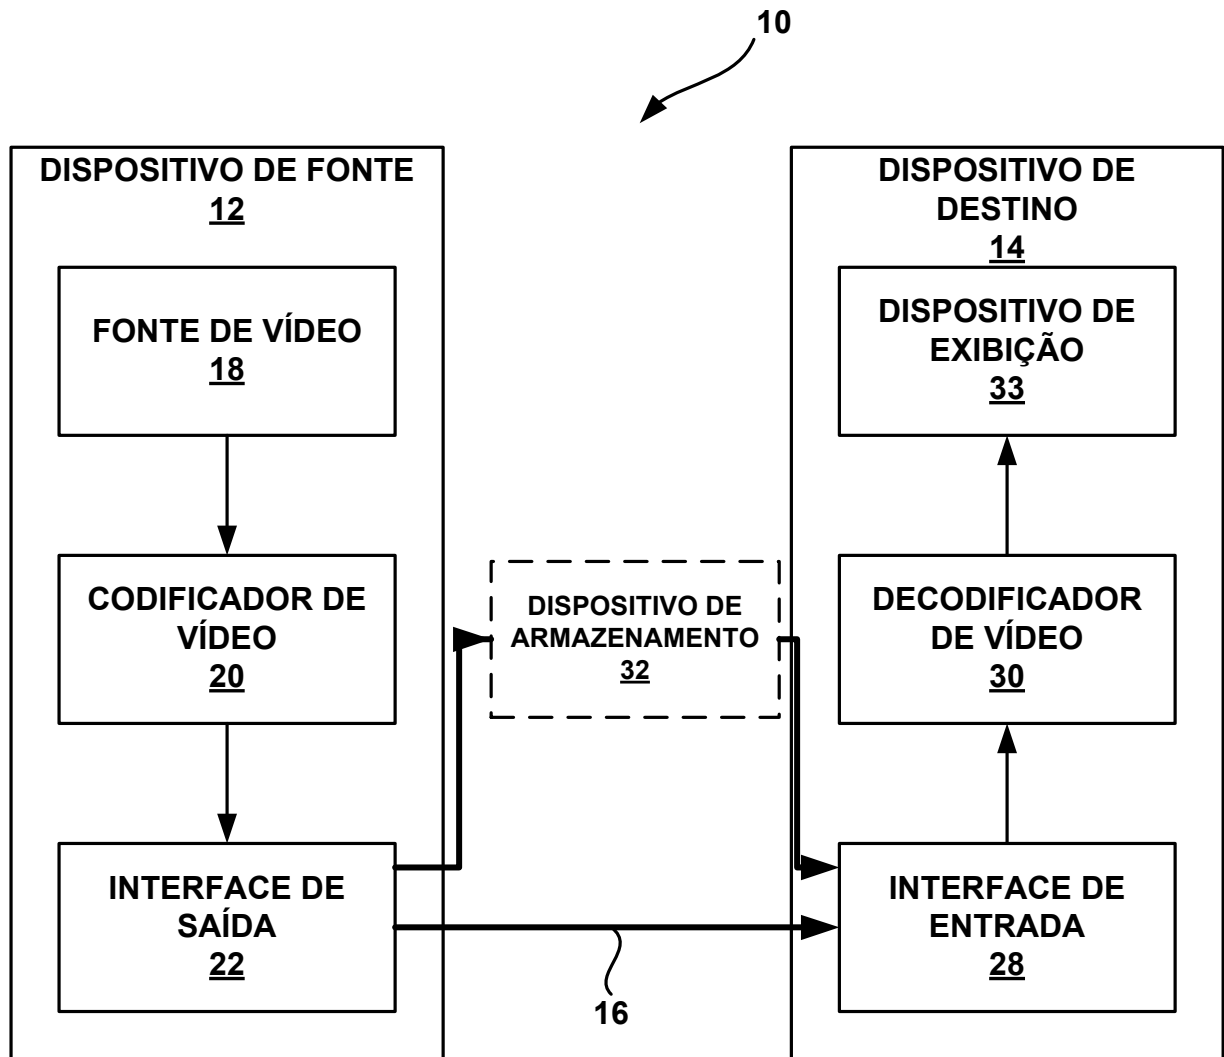 10
DISPOSITIVO DE FONTE
12
FONTE DE VÍDEO
18
CODIFICADOR DE
VÍDEO
20
INTERFACE DE
SAÍDA
22
DISPOSITIVO DE
ARMAZENAMENTO
32
16
DISPOSITIVO DE
DESTINO
14
DISPOSITIVO DE
EXIBIÇÃO
33
DECODIFICADOR
DE VÍDEO
30
INTERFACE DE
ENTRADA
28